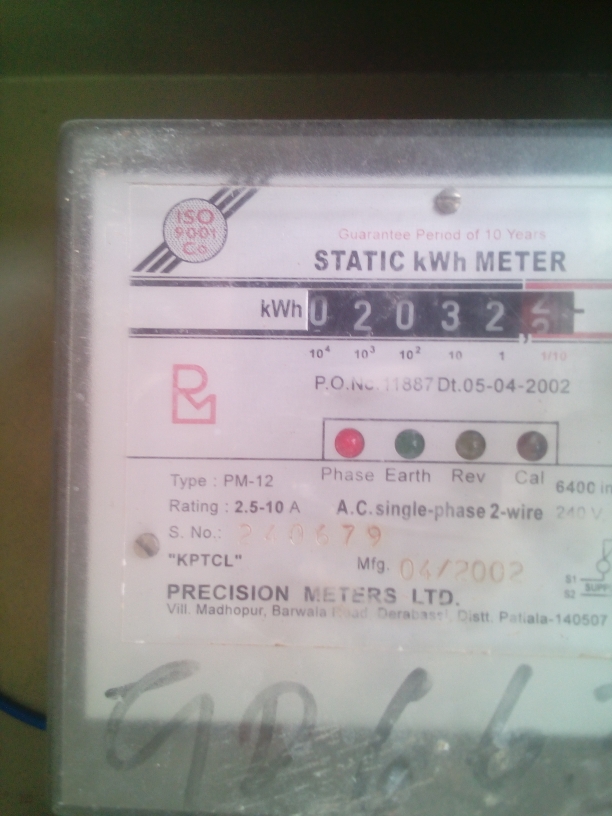 ISO
9001
Co
Guarantee Period of 10 Years
STATIC kWh METER
kWh 0 2 0 3 2
10⁴ 10³ 10² 10 1 1/10
P.O.No. 11887 Dt.05-04-2002
Phase Earth Rev Cal
Type : PM-12
6400
Rating : 2.5-10 A A.C.single-phase 2-wire 240 V
S. No.: 240679
"KPTCL" Mfg. 04/2002
S1
S2
PRECISION METERS LTD.
Vill. Madhopur, Barwala Road, Derabassi, Distt. Patiala-140507